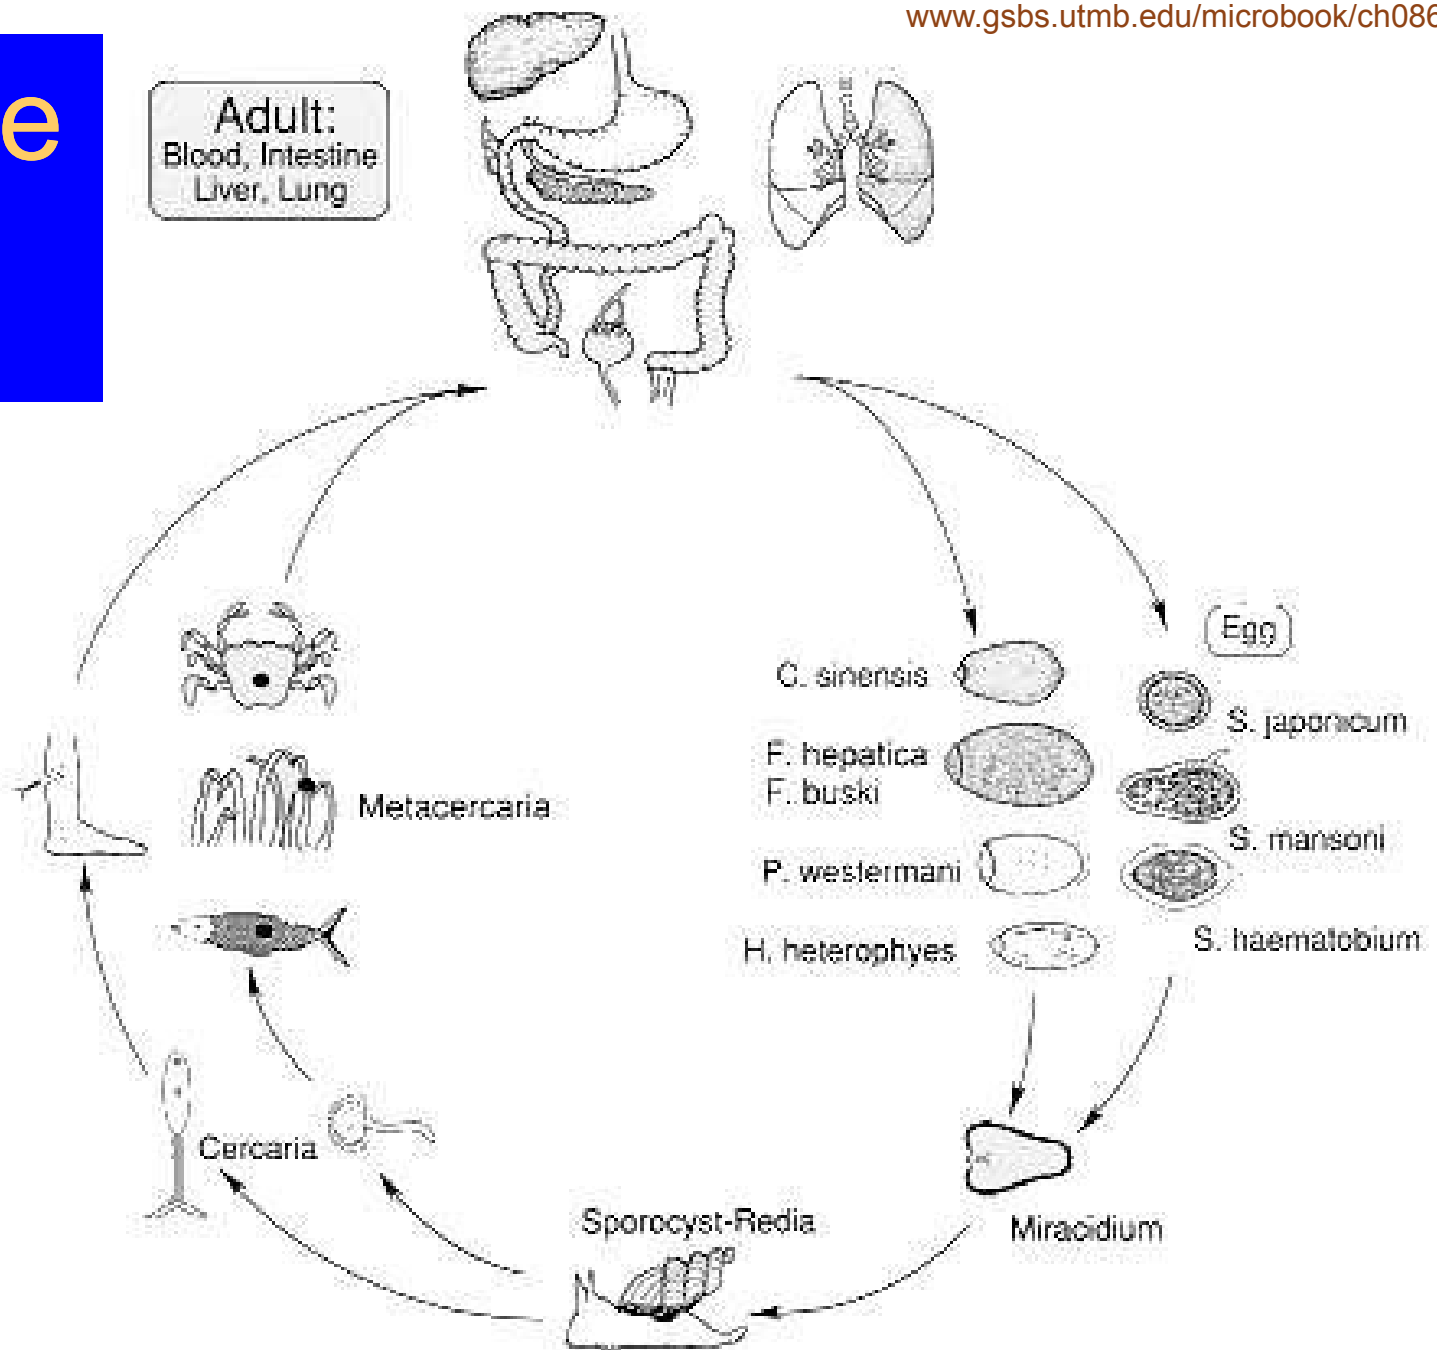 www.gsbs.utmb.edu/microbook/ch086
e
Adult:
Blood, Intestine
Liver, Lung
Egg
C. sinensis
S. japonicum
F. hepatica
F. buski
Metacercaria
S. mansoni
P. westermani
S. haematobium
H. heterophyes
Cercaria
Sporocyst-Redia
Miracidium